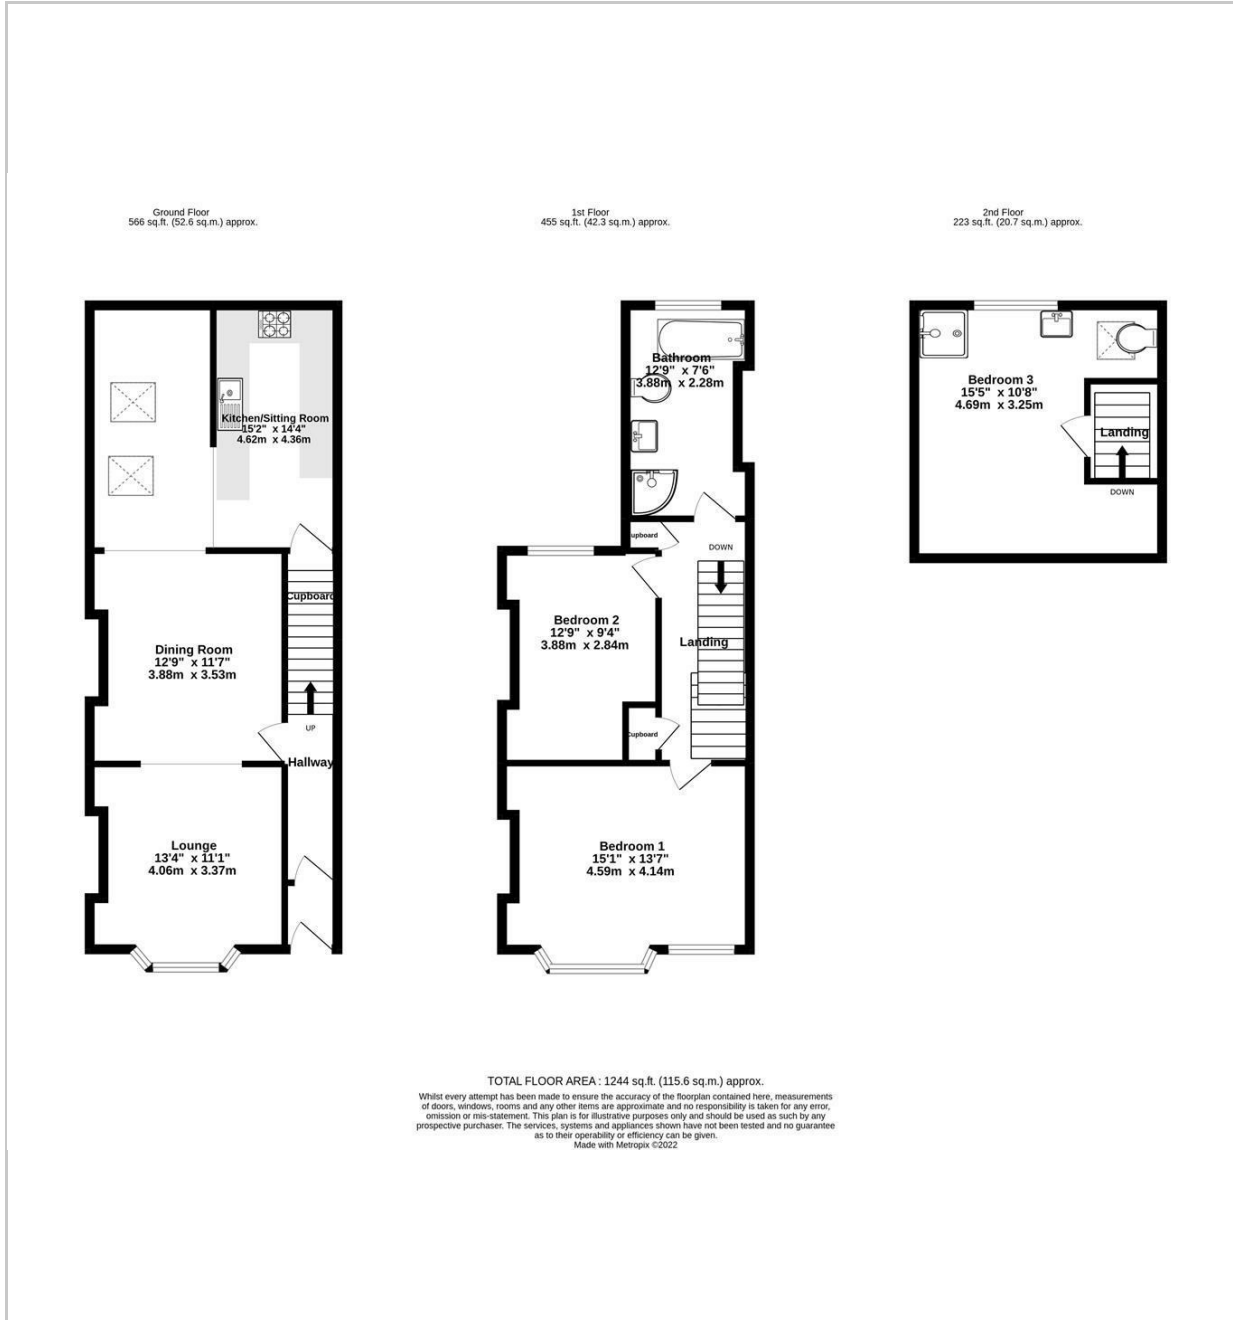 Ground Floor
566 sq.ft. (52.6 sq.m.) approx.
1st Floor
455 sq.ft. (42.3 sq.m.) approx.
2nd Floor
223 sq.ft. (20.7 sq.m.) approx.
Kitchen/Sitting Room
15'2" x 14'4"
4.62m x 4.36m
Cupboard
Dining Room
12'9" x 11'7"
3.88m x 3.53m
UP
Hallway
Lounge
13'4" x 11'1"
4.06m x 3.37m
Bathroom
12'9" x 7'6"
3.88m x 2.28m
Cupboard
DOWN
Bedroom 2
12'9" x 9'4"
3.88m x 2.84m
Landing
Cupboard
Bedroom 1
15'1" x 13'7"
4.59m x 4.14m
Bedroom 3
15'5" x 10'8"
4.69m x 3.25m
Landing
DOWN
TOTAL FLOOR AREA : 1244 sq.ft. (115.6 sq.m.) approx.
Whilst every attempt has been made to ensure the accuracy of the floorplan contained here, measurements
of doors, windows, rooms and any other items are approximate and no responsibility is taken for any error,
omission or mis-statement. This plan is for illustrative purposes only and should be used as such by any
prospective purchaser. The services, systems and appliances shown have not been tested and no guarantee
as to their operability or efficiency can be given.
Made with Metropix ©2022